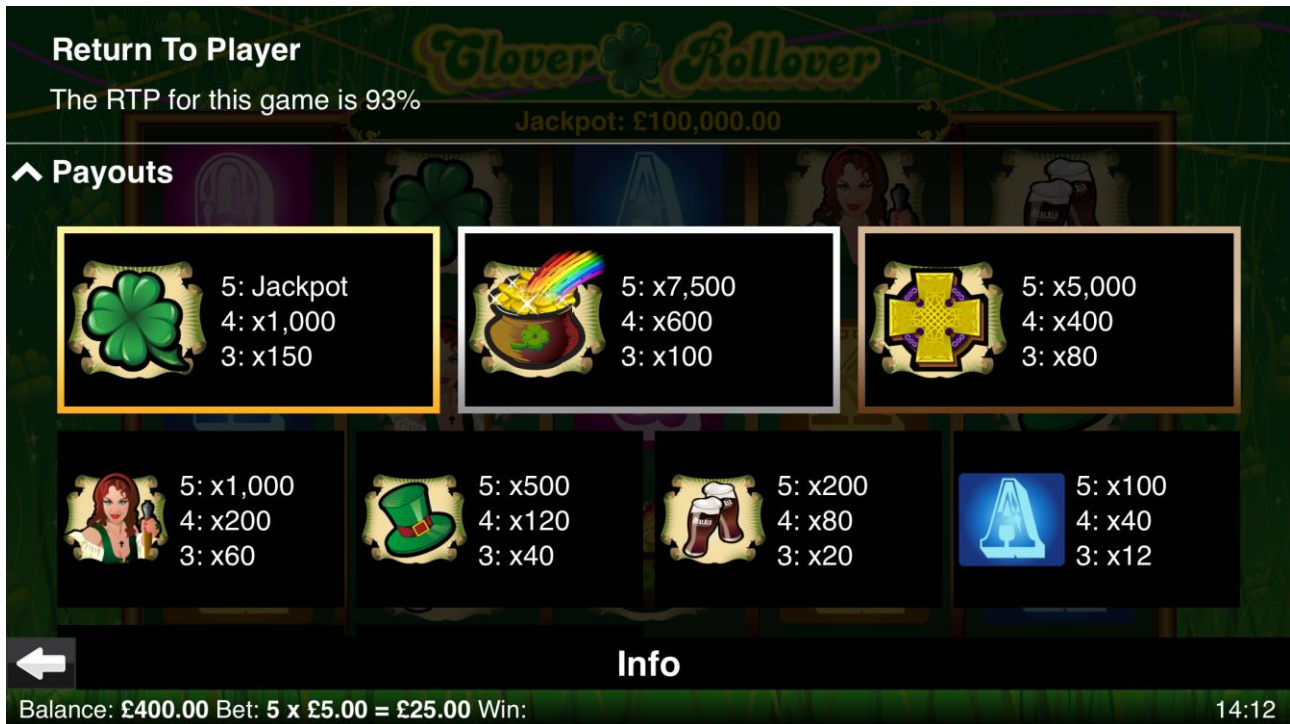 Return To Player
Clover Rollover
The RTP for this game is 93%
Jackpot: £100,000.00
Payouts
5: Jackpot
4: x1,000
3: x150
5: x7,500
4: x600
3: x100
5: x5,000
4: x400
3: x80
5: x1,000
4: x200
3: x60
5: x500
4: x120
3: x40
5: x200
4: x80
3: x20
A
5: x100
4: x40
3: x12
Info
Balance: £400.00 Bet: 5 x £5.00 = £25.00 Win:
14:12